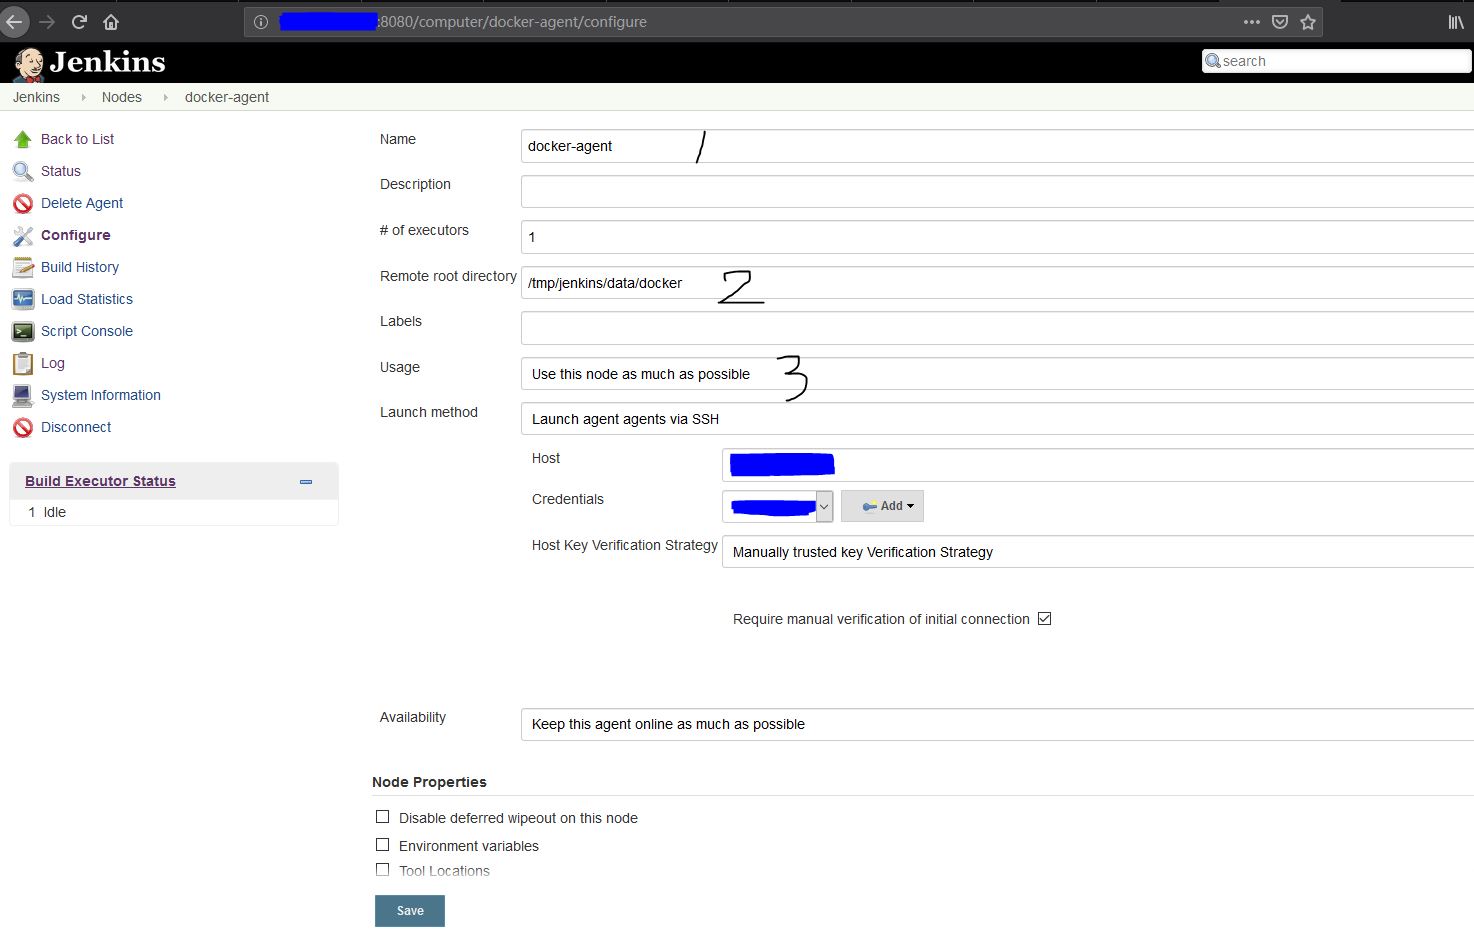 :8080/computer/docker-agent/configure
Jenkins
search
Jenkins Nodes docker-agent
Back to List
Status
Delete Agent
Configure
Build History
Load Statistics
Script Console
Log
System Information
Disconnect
Build Executor Status
1 Idle
Name docker-agent 1
Description
# of executors 1
Remote root directory /tmp/jenkins/data/docker 2
Labels
Usage Use this node as much as possible 3
Launch method Launch agent agents via SSH
Host
Credentials Add
Host Key Verification Strategy Manually trusted key Verification Strategy
Require manual verification of initial connection
Availability Keep this agent online as much as possible
Node Properties
Disable deferred wipeout on this node
Environment variables
Tool Locations
Save